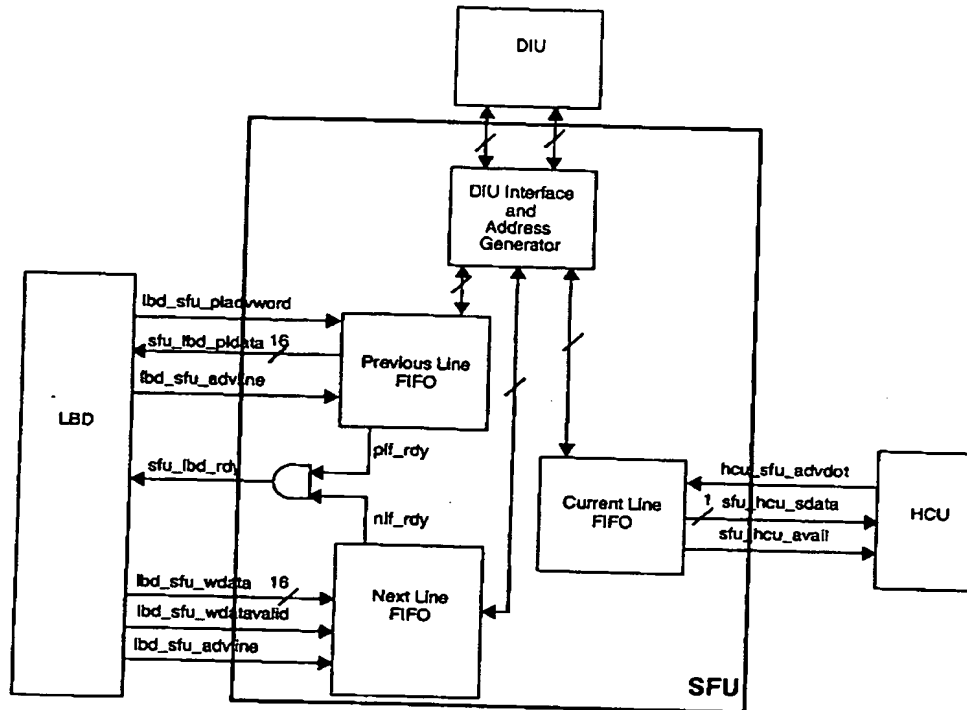 DIU
DIU Interface
and
Address
Generator
lbd_sfu_pladvword
sfu_lbd_pldata 16
lbd_sfu_advline
Previous Line
FIFO
LBD
plf_rdy
sfu_lbd_rdy
nlf_rdy
hcu_sfu_advdot
1 sfu_hcu_sdata
sfu_hcu_avail
Current Line
FIFO
HCU
lbd_sfu_wdata 16
lbd_sfu_wdatavalid
lbd_sfu_advline
Next Line
FIFO
SFU